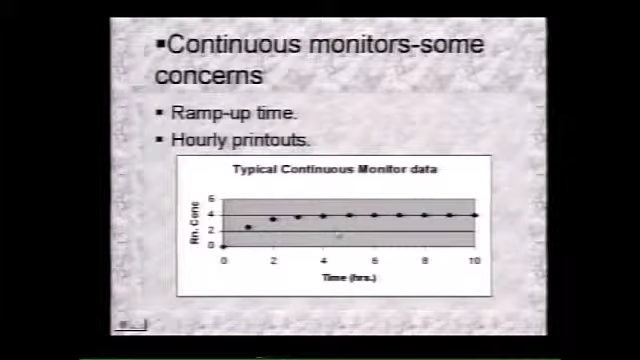 ▪Continuous monitors-some
concerns
▪ Ramp-up time.
▪ Hourly printouts.
Typical Continuous Monitor data
Rn. Conc
6
4
2
0
0 2 4 6 8 10
Time (hrs.)